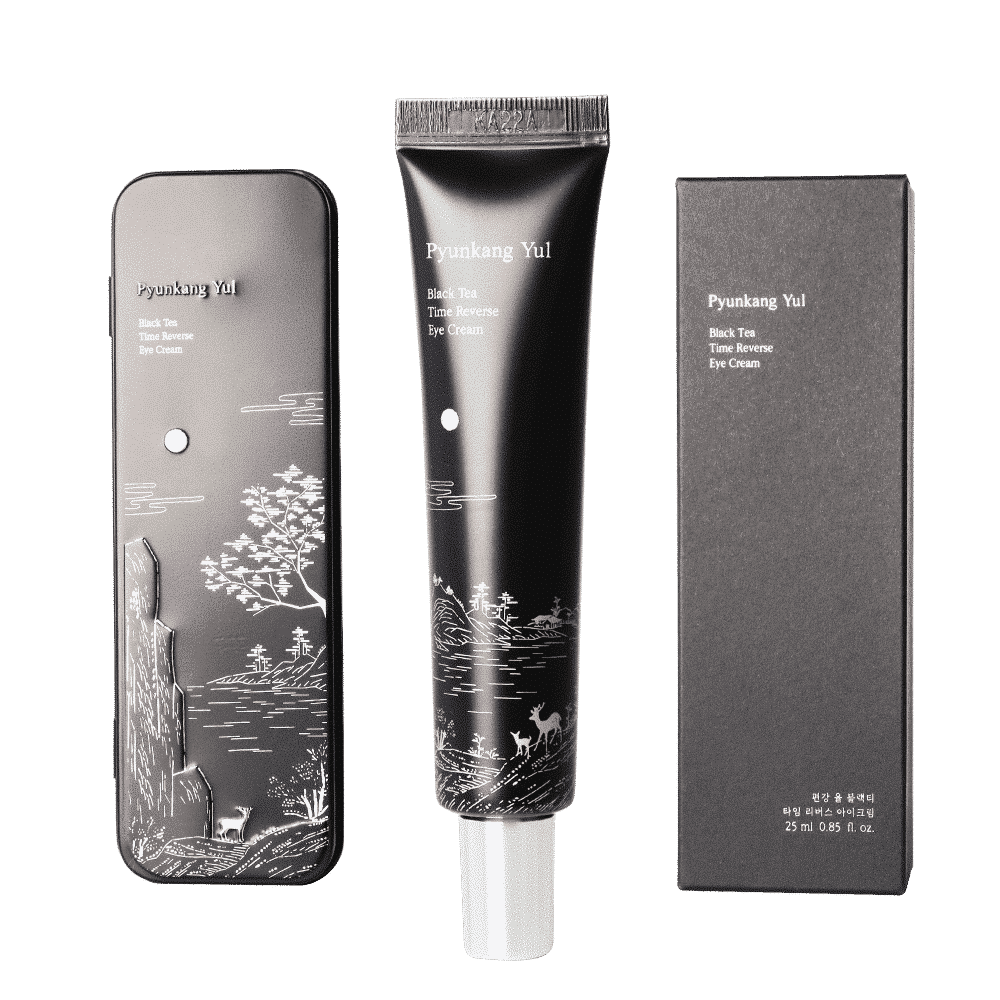 Pyunkang Yul
Black Tea
Time Reverse
Eye Cream
KA22A
Pyunkang Yul
Black Tea
Time Reverse
Eye Cream
Pyunkang Yul
Black Tea
Time Reverse
Eye Cream
편강 율 블랙티
타임 리버스 아이크림
25 ml 0.85 fl. oz.